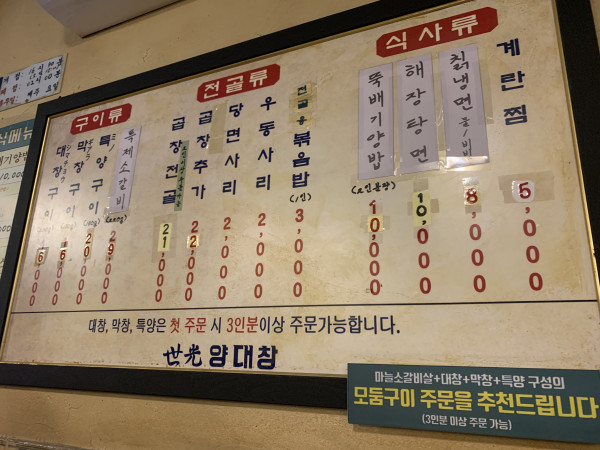 구이류
대창구이
막창구이
특양구이
특제소갈비
전골류
곱창전골 21,000
곱창추가
당면사리 2,000
우동사리 2,000
볶음밥 (1인) 3,000
식사류
뚝배기양밥 10,000
해장탕면 10,000
칡냉면 물/비 8,000
계란찜 5,000
대창, 막창, 특양은 첫 주문 시 3인분이상 주문가능합니다.
世光 양대창
마늘소갈비살+대창+막창+특양 구성의
모둠구이 주문을 추천드립니다
(3인분 이상 주문 가능)